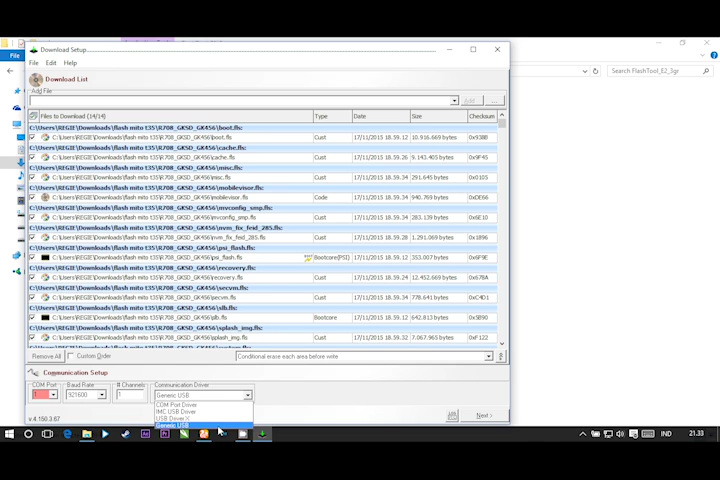 Download Setup
File Edit Help
File
Search FlashTool_E2_3gr
Download List
Add File
Add ...
Files to Download (14/14) Type Date Size Checksum
C:\Users\REGIE\Downloads\flash mito t35\R708_GKSD_GK456\boot.fls:
C:\Users\REGIE\Downloads\flash mito t35\R708_GKSD_GK456\boot.fls Cust 17/11/2015 18.59.12 10.916.669 bytes 0x938B
C:\Users\REGIE\Downloads\flash mito t35\R708_GKSD_GK456\cache.fls:
C:\Users\REGIE\Downloads\flash mito t35\R708_GKSD_GK456\cache.fls Cust 17/11/2015 18.59.26 9.143.405 bytes 0x9F45
C:\Users\REGIE\Downloads\flash mito t35\R708_GKSD_GK456\misc.fls:
C:\Users\REGIE\Downloads\flash mito t35\R708_GKSD_GK456\misc.fls Cust 17/11/2015 18.59.34 291.645 bytes 0x0105
C:\Users\REGIE\Downloads\flash mito t35\R708_GKSD_GK456\mobilevisor.fls:
C:\Users\REGIE\Downloads\flash mito t35\R708_GKSD_GK456\mobilevisor.fls Code 17/11/2015 18.59.34 940.769 bytes 0xDE66
C:\Users\REGIE\Downloads\flash mito t35\R708_GKSD_GK456\mvconfig_smp.fls:
C:\Users\REGIE\Downloads\flash mito t35\R708_GKSD_GK456\mvconfig_smp.fls Cust 17/11/2015 18.59.34 283.139 bytes 0x6E10
C:\Users\REGIE\Downloads\flash mito t35\R708_GKSD_GK456\nvm_fix_feid_285.fls:
C:\Users\REGIE\Downloads\flash mito t35\R708_GKSD_GK456\nvm_fix_feid_285.fls Cust 17/11/2015 18.59.28 1.291.069 bytes 0x1B96
C:\Users\REGIE\Downloads\flash mito t35\R708_GKSD_GK456\psi_flash.fls:
C:\Users\REGIE\Downloads\flash mito t35\R708_GKSD_GK456\psi_flash.fls Bootcore(PSI) 17/11/2015 18.59.12 353.007 bytes 0x6F9E
C:\Users\REGIE\Downloads\flash mito t35\R708_GKSD_GK456\recovery.fls:
C:\Users\REGIE\Downloads\flash mito t35\R708_GKSD_GK456\recovery.fls Cust 17/11/2015 18.59.24 12.452.669 bytes 0x678A
C:\Users\REGIE\Downloads\flash mito t35\R708_GKSD_GK456\secvm.fls:
C:\Users\REGIE\Downloads\flash mito t35\R708_GKSD_GK456\secvm.fls Cust 17/11/2015 18.59.34 778.641 bytes 0xC4D1
C:\Users\REGIE\Downloads\flash mito t35\R708_GKSD_GK456\slb.fls:
C:\Users\REGIE\Downloads\flash mito t35\R708_GKSD_GK456\slb.fls Bootcore 17/11/2015 18.59.12 642.813 bytes 0x5B90
C:\Users\REGIE\Downloads\flash mito t35\R708_GKSD_GK456\splash_img.fls:
C:\Users\REGIE\Downloads\flash mito t35\R708_GKSD_GK456\splash_img.fls Cust 17/11/2015 18.59.34 7.067.965 bytes 0xF122
Remove All Custom Order Conditional erase each area before write
Communication Setup
COM Port Baud Rate # Channels Communication Driver
1 921600 1 Generic USB
COM Port Driver
IMC USB Driver
USB Driver.X
Generic USB
v 4.150.3.67
Next >
IND 21.33